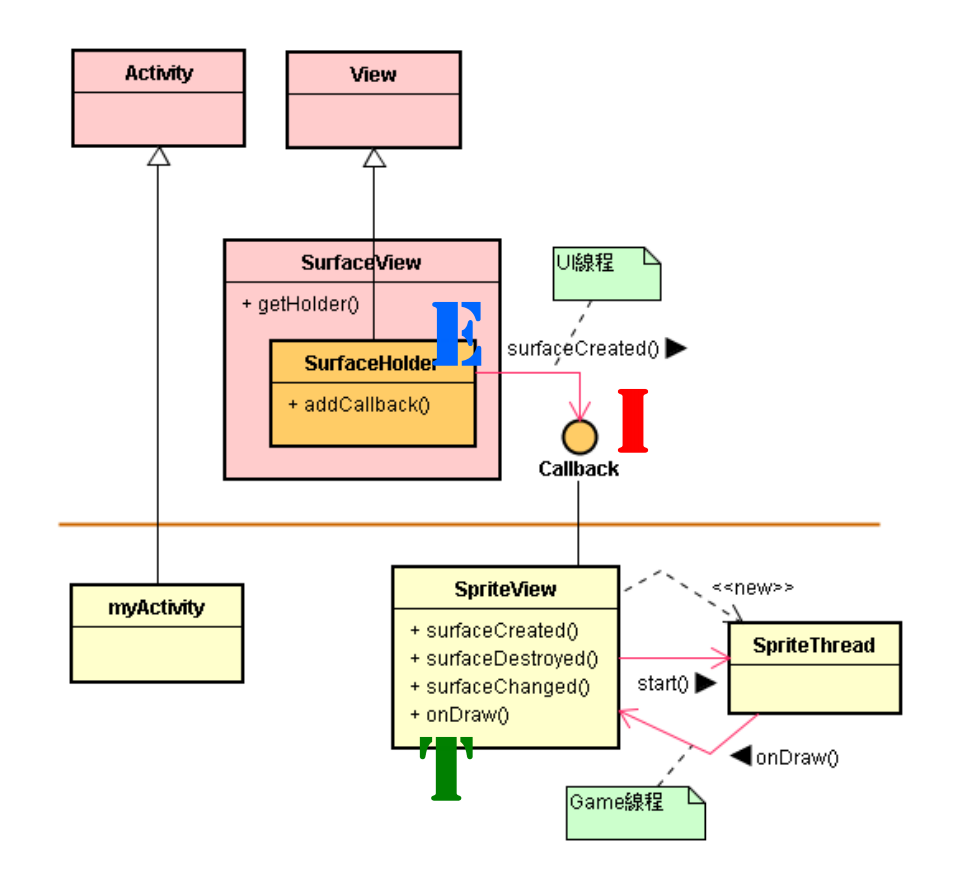 Activity
View
SurfaceView
+ getHolder()
SurfaceHolder
+ addCallback()
E
UI線程
surfaceCreated() ▶
I
Callback
myActivity
SpriteView
+ surfaceCreated()
+ surfaceDestroyed()
+ surfaceChanged()
+ onDraw()
T
<<new>>
SpriteThread
start() ▶
◀ onDraw()
Game線程